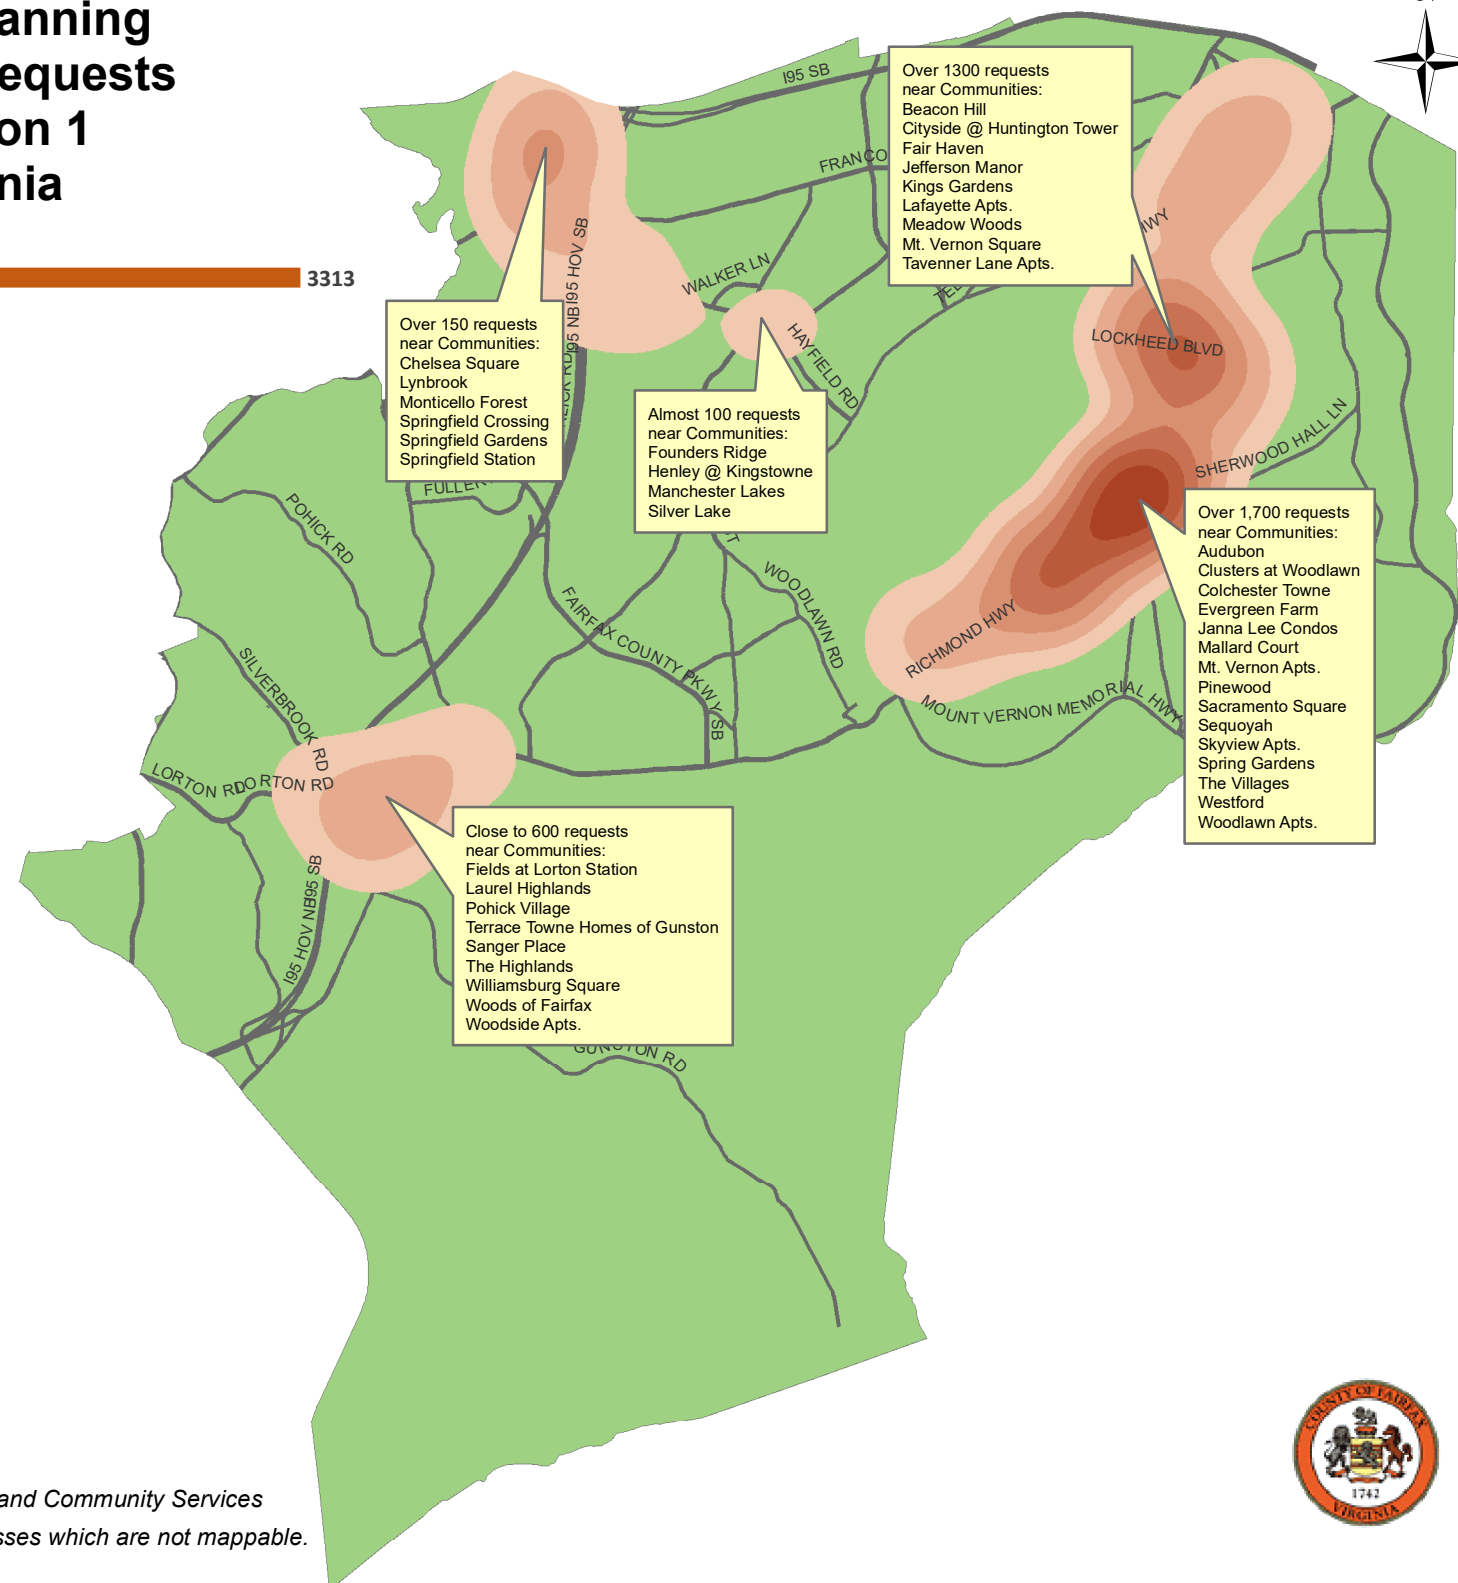 anning
equests
on 1
nia
3313
I95 SB
FRANCO
HWY
Over 1300 requests
near Communities:
Beacon Hill
Cityside @ Huntington Tower
Fair Haven
Jefferson Manor
Kings Gardens
Lafayette Apts.
Meadow Woods
Mt. Vernon Square
Tavenner Lane Apts.
WALKER LN
I95 HOV SB
I95 NB
HAYFIELD RD
LOCKHEED BLVD
Over 150 requests
near Communities:
Chelsea Square
Lynbrook
Monticello Forest
Springfield Crossing
Springfield Gardens
Springfield Station
Almost 100 requests
near Communities:
Founders Ridge
Henley @ Kingstowne
Manchester Lakes
Silver Lake
SHERWOOD HALL LN
FULLER
POHICK RD
WOODLAWN RD
FAIRFAX COUNTY PKWY SB
RICHMOND HWY
MOUNT VERNON MEMORIAL HWY
Over 1,700 requests
near Communities:
Audubon
Clusters at Woodlawn
Colchester Towne
Evergreen Farm
Janna Lee Condos
Mallard Court
Mt. Vernon Apts.
Pinewood
Sacramento Square
Sequoyah
Skyview Apts.
Spring Gardens
The Villages
Westford
Woodlawn Apts.
SILVERBROOK RD
LORTON RD
LORTON RD
Close to 600 requests
near Communities:
Fields at Lorton Station
Laurel Highlands
Pohick Village
Terrace Towne Homes of Gunston
Sanger Place
The Highlands
Williamsburg Square
Woods of Fairfax
Woodside Apts.
I95 SB
I95 HOV NB
GUNSTON RD
COUNTY OF FAIRFAX
1742
VIRGINIA
and Community Services
sses which are not mappable.